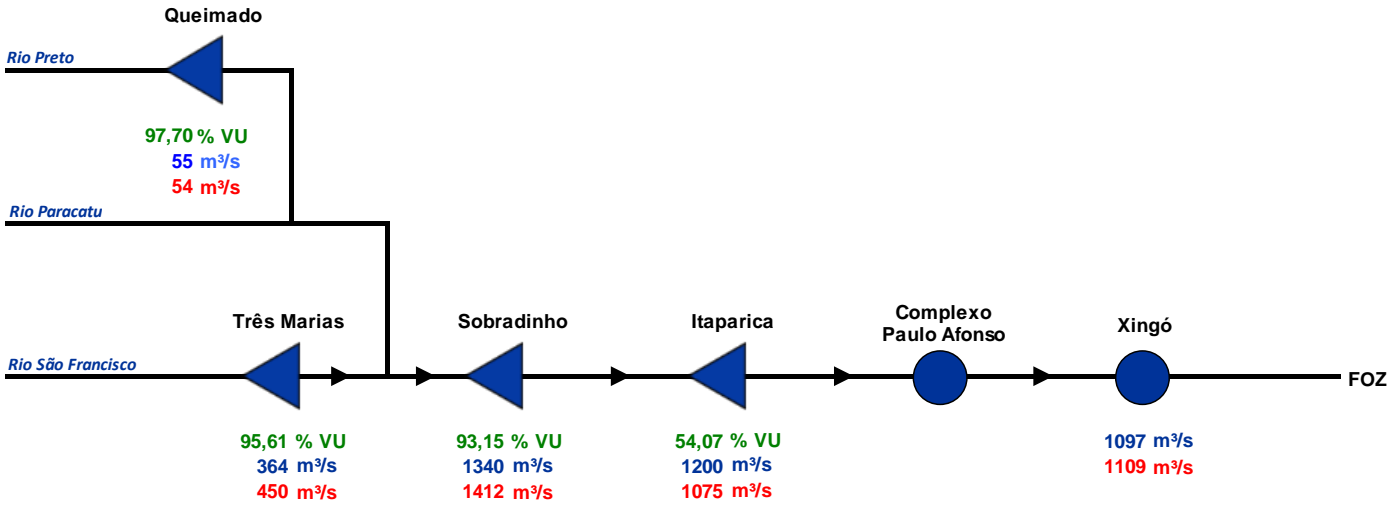 Queimado
Rio Preto
97,70 % VU
55 m³/s
54 m³/s
Rio Paracatu
Três Marias
Sobradinho
Itaparica
Complexo
Paulo Afonso
Xingó
Rio São Francisco
FOZ
95,61 % VU
364 m³/s
450 m³/s
93,15 % VU
1340 m³/s
1412 m³/s
54,07 % VU
1200 m³/s
1075 m³/s
1097 m³/s
1109 m³/s